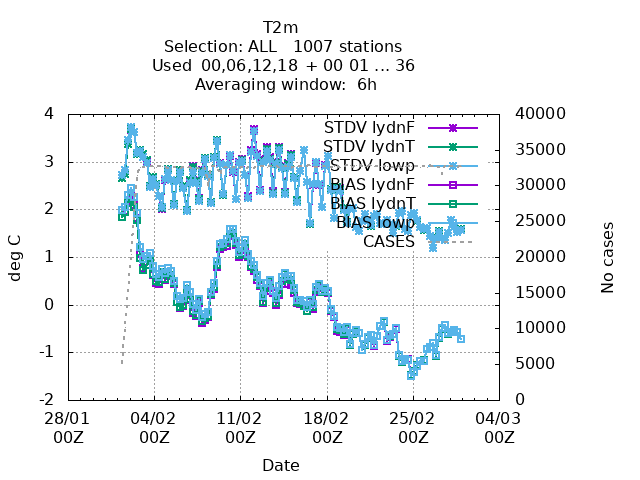 T2m
Selection: ALL   1007 stations
Used  00,06,12,18 + 00 01 ... 36
Averaging window:  6h
4
3
2
1
0
-1
-2
deg C
40000
35000
30000
25000
20000
15000
10000
5000
0
No cases
STDV lydnF
STDV lydnT
STDV lowp
BIAS lydnF
BIAS lydnT
BIAS lowp
CASES
28/01 04/02 11/02 18/02 25/02 04/03
00Z 00Z 00Z 00Z 00Z 00Z
Date